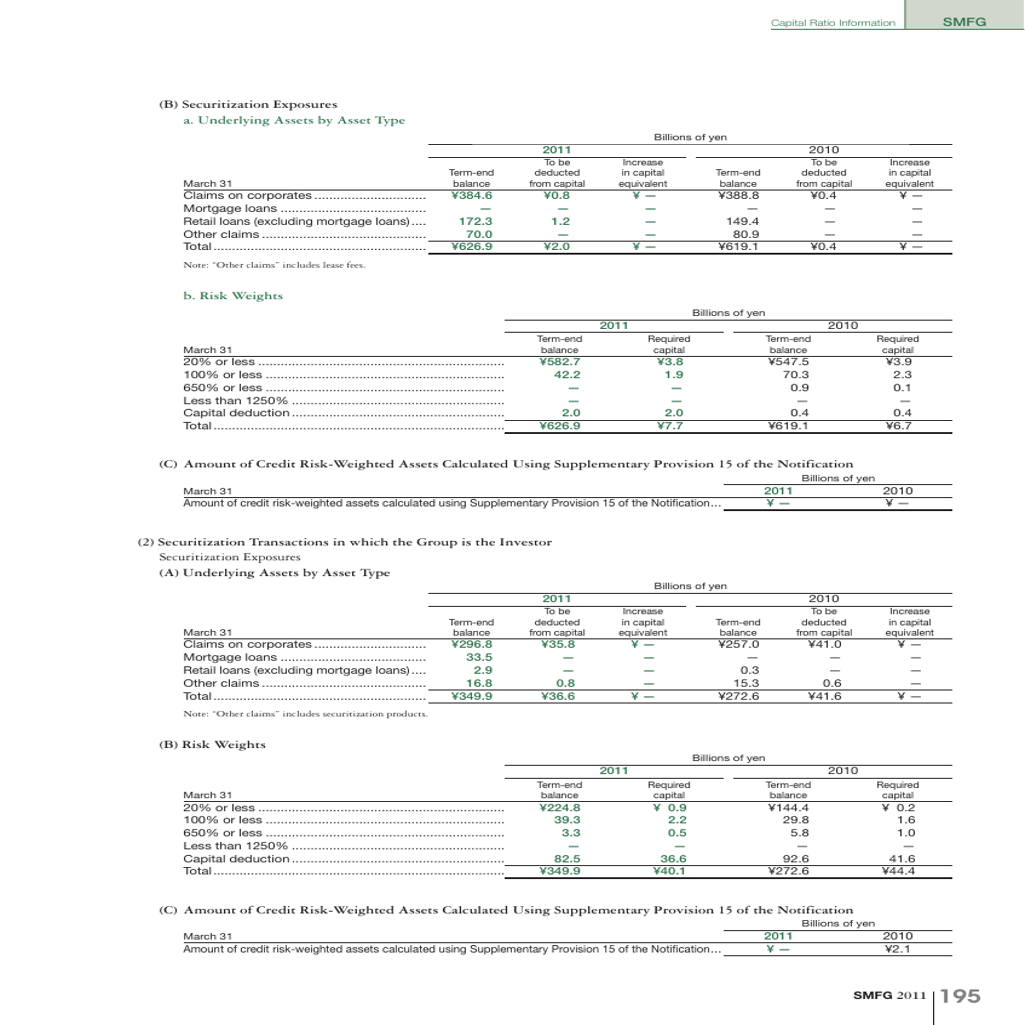 Capital Ratio Information SMFG
(B) Securitization Exposures
a. Underlying Assets by Asset Type
Billions of yen
2011 2010
To be Increase To be Increase
Term-end deducted in capital Term-end deducted in capital
March 31 balance from capital equivalent balance from capital equivalent
Claims on corporates .............................. ¥384.6 ¥0.8 ¥ — ¥388.8 ¥0.4 ¥ —
Mortgage loans ....................................... — — — — — —
Retail loans (excluding mortgage loans) .... 172.3 1.2 — 149.4 — —
Other claims ............................................ 70.0 — — 80.9 — —
Total ......................................................... ¥626.9 ¥2.0 ¥ — ¥619.1 ¥0.4 ¥ —
Note: “Other claims” includes lease fees.
b. Risk Weights
Billions of yen
2011 2010
Term-end Required Term-end Required
March 31 balance capital balance capital
20% or less .................................................................. ¥582.7 ¥3.8 ¥547.5 ¥3.9
100% or less ................................................................ 42.2 1.9 70.3 2.3
650% or less ................................................................ — — 0.9 0.1
Less than 1250% ......................................................... — — — —
Capital deduction ......................................................... 2.0 2.0 0.4 0.4
Total .............................................................................. ¥626.9 ¥7.7 ¥619.1 ¥6.7
(C) Amount of Credit Risk-Weighted Assets Calculated Using Supplementary Provision 15 of the Notification
Billions of yen
March 31 2011 2010
Amount of credit risk-weighted assets calculated using Supplementary Provision 15 of the Notification... ¥ — ¥ —
(2) Securitization Transactions in which the Group is the Investor
Securitization Exposures
(A) Underlying Assets by Asset Type
Billions of yen
2011 2010
To be Increase To be Increase
Term-end deducted in capital Term-end deducted in capital
March 31 balance from capital equivalent balance from capital equivalent
Claims on corporates .............................. ¥296.8 ¥35.8 ¥ — ¥257.0 ¥41.0 ¥ —
Mortgage loans ....................................... 33.5 — — — — —
Retail loans (excluding mortgage loans) .... 2.9 — — 0.3 — —
Other claims ............................................ 16.8 0.8 — 15.3 0.6 —
Total ......................................................... ¥349.9 ¥36.6 ¥ — ¥272.6 ¥41.6 ¥ —
Note: “Other claims” includes securitization products.
(B) Risk Weights
Billions of yen
2011 2010
Term-end Required Term-end Required
March 31 balance capital balance capital
20% or less .................................................................. ¥224.8 ¥ 0.9 ¥144.4 ¥ 0.2
100% or less ................................................................ 39.3 2.2 29.8 1.6
650% or less ................................................................ 3.3 0.5 5.8 1.0
Less than 1250% ......................................................... — — — —
Capital deduction ......................................................... 82.5 36.6 92.6 41.6
Total .............................................................................. ¥349.9 ¥40.1 ¥272.6 ¥44.4
(C) Amount of Credit Risk-Weighted Assets Calculated Using Supplementary Provision 15 of the Notification
Billions of yen
March 31 2011 2010
Amount of credit risk-weighted assets calculated using Supplementary Provision 15 of the Notification... ¥ — ¥2.1
SMFG 2011 195